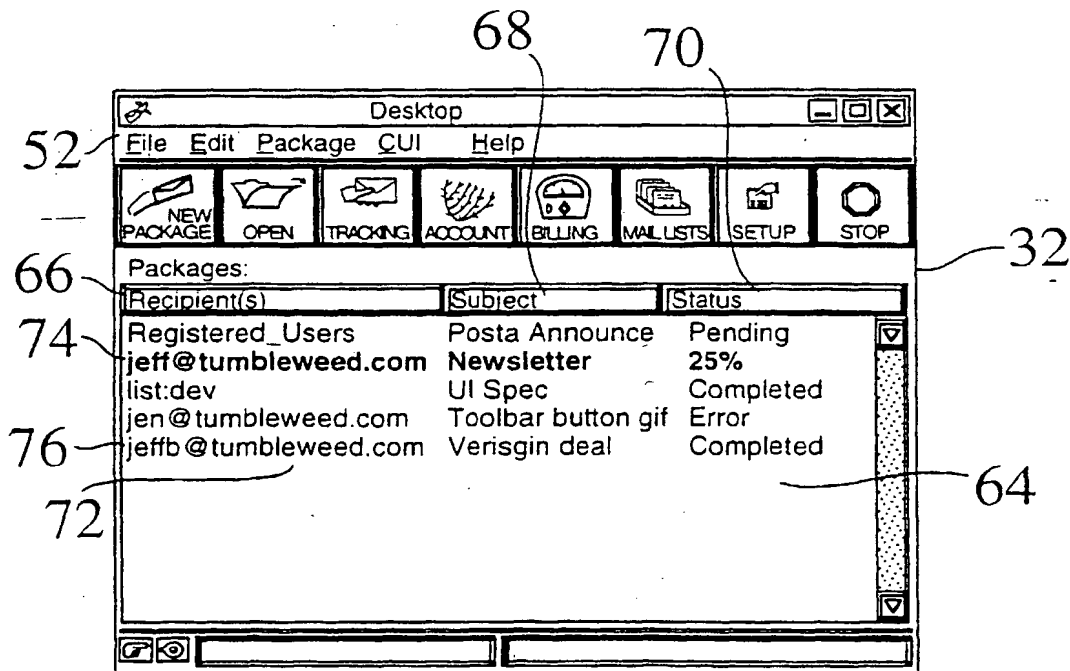 68
70
Desktop
52
File Edit Package CUI Help
NEW PACKAGE OPEN TRACKING ACCOUNT BILLING MAIL LISTS SETUP STOP
32
Packages:
66
Recipient(s) Subject Status
Registered_Users Posta Announce Pending
74
jeff@tumbleweed.com Newsletter 25%
list:dev UI Spec Completed
jen@tumbleweed.com Toolbar button gif Error
76
jeffb@tumbleweed.com Verisgin deal Completed
72
64